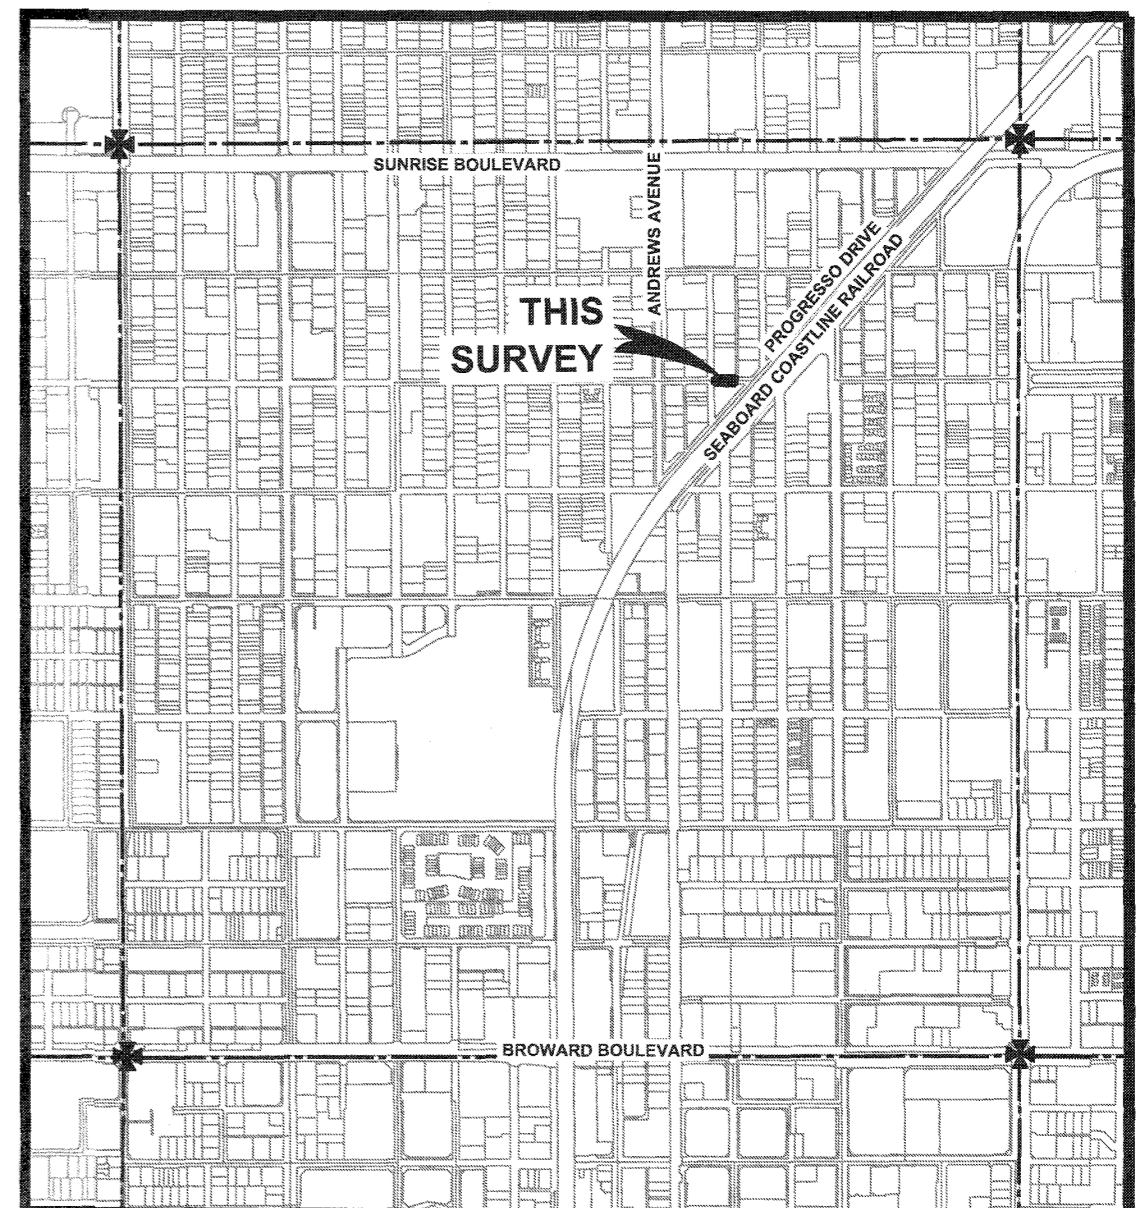 SUNRISE BOULEVARD
ANDREWS AVENUE
THIS
SURVEY
PROGRESSO DRIVE
SEABOARD COASTLINE RAILROAD
BROWARD BOULEVARD